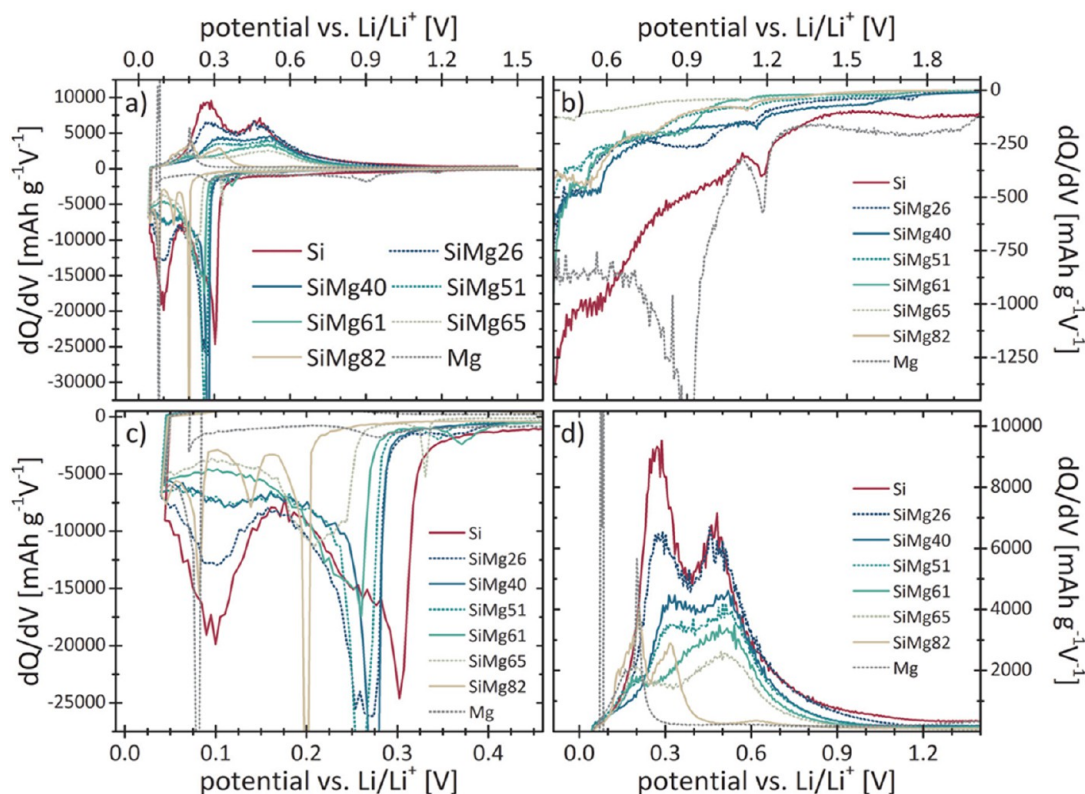 potential vs. Li/Li⁺ [V]
potential vs. Li/Li⁺ [V]
0.0 0.3 0.6 0.9 1.2 1.5
0.6 0.9 1.2 1.5 1.8
a)
10000
5000
0
-5000
-10000
-15000
-20000
-25000
-30000
dQ/dV [mAh g⁻¹V⁻¹]
Si
SiMg26
SiMg40
SiMg51
SiMg61
SiMg65
SiMg82
Mg
b)
0
-250
-500
-750
-1000
-1250
dQ/dV [mAh g⁻¹V⁻¹]
Si
SiMg26
SiMg40
SiMg51
SiMg61
SiMg65
SiMg82
Mg
c)
0
-5000
-10000
-15000
-20000
-25000
dQ/dV [mAh g⁻¹V⁻¹]
Si
SiMg26
SiMg40
SiMg51
SiMg61
SiMg65
SiMg82
Mg
d)
10000
8000
6000
4000
2000
dQ/dV [mAh g⁻¹V⁻¹]
Si
SiMg26
SiMg40
SiMg51
SiMg61
SiMg65
SiMg82
Mg
0.0 0.1 0.2 0.3 0.4
0.0 0.3 0.6 0.9 1.2
potential vs. Li/Li⁺ [V]
potential vs. Li/Li⁺ [V]